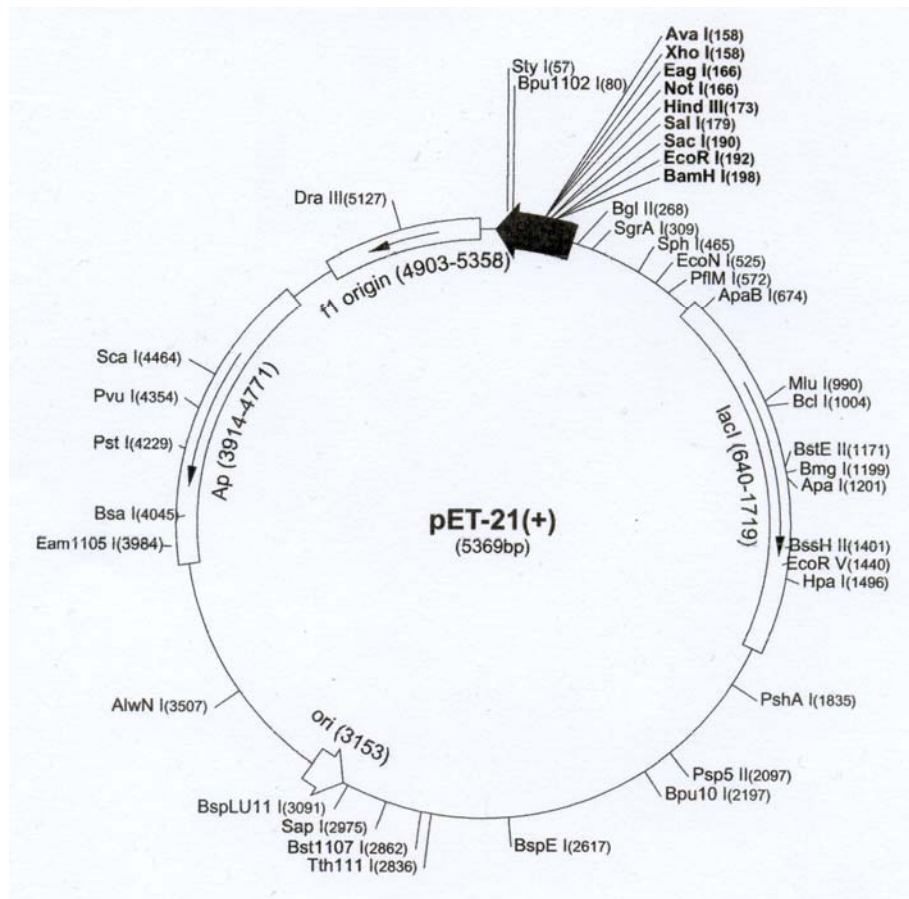 Ava I(158)
Xho I(158)
Eag I(166)
Not I(166)
Hind III(173)
Sal I(179)
Sac I(190)
EcoR I(192)
BamH I(198)
Sty I(57)
Bpu1102 I(80)
Bgl II(268)
SgrA I(309)
Sph I(465)
EcoN I(525)
PflM I(572)
ApaB I(674)
Mlu I(990)
Bcl I(1004)
BstE II(1171)
Bmg I(1199)
Apa I(1201)
BssH II(1401)
EcoR V(1440)
Hpa I(1496)
lacI (640-1719)
PshA I(1835)
Psp5 II(2097)
Bpu10 I(2197)
BspE I(2617)
Tth111 I(2836)
Bst1107 I(2862)
Sap I(2975)
BspLU11 I(3091)
ori (3153)
AlwN I(3507)
Eam1105 I(3984)
Bsa I(4045)
Pst I(4229)
Pvu I(4354)
Sca I(4464)
Ap (3914-4771)
Dra III(5127)
f1 origin (4903-5358)
pET-21(+)
(5369bp)